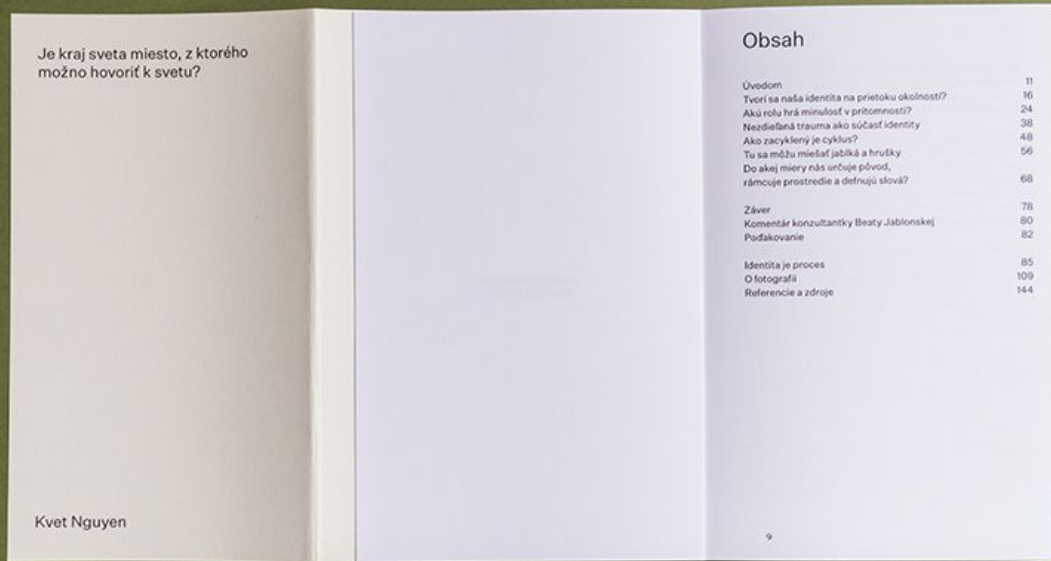 Je kraj sveta miesto, z ktorého
možno hovoriť k svetu?
Kvet Nguyen
Obsah
Úvodom 11
Tvorí sa naša identita na prietoku okolností? 16
Akú rolu hrá minulosť v prítomnosti? 24
Nezdieľaná trauma ako súčasť identity 38
Ako zacyklený je cyklus? 48
Tu sa môžu miešať jablká a hrušky 56
Do akej miery nás určuje pôvod,
rámcuje prostredie a definujú slová? 68
Záver 78
Komentár konzultantky Beaty Jablonskej 80
Poďakovanie 82
Identita je proces 85
O fotografii 109
Referencie a zdroje 144
9